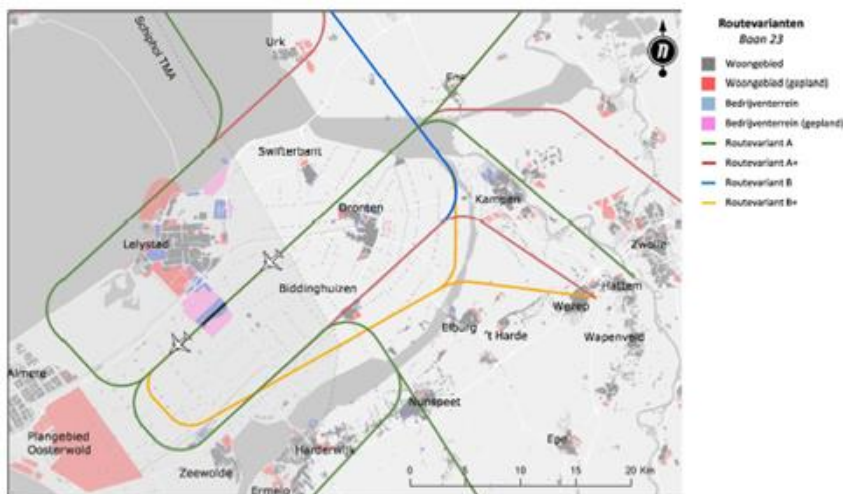 Schiphol TMA
Urk
Ens
Swifterbant
Kampen
Dronten
Zwolle
Lelystad
Biddinghuizen
Hattem
Wezep
Elburg
't Harde
Wapenveld
Almere
Nunspeet
Plangebied
Oosterwold
Harderwijk
Epe
Zeewolde
Ermelo
0 5 10 20 Km
n
Routevarianten
Baan 23
Woongebied
Woongebied (gepland)
Bedrijventerrein
Bedrijventerrein (gepland)
Routevariant A
Routevariant A+
Routevariant B
Routevariant B+